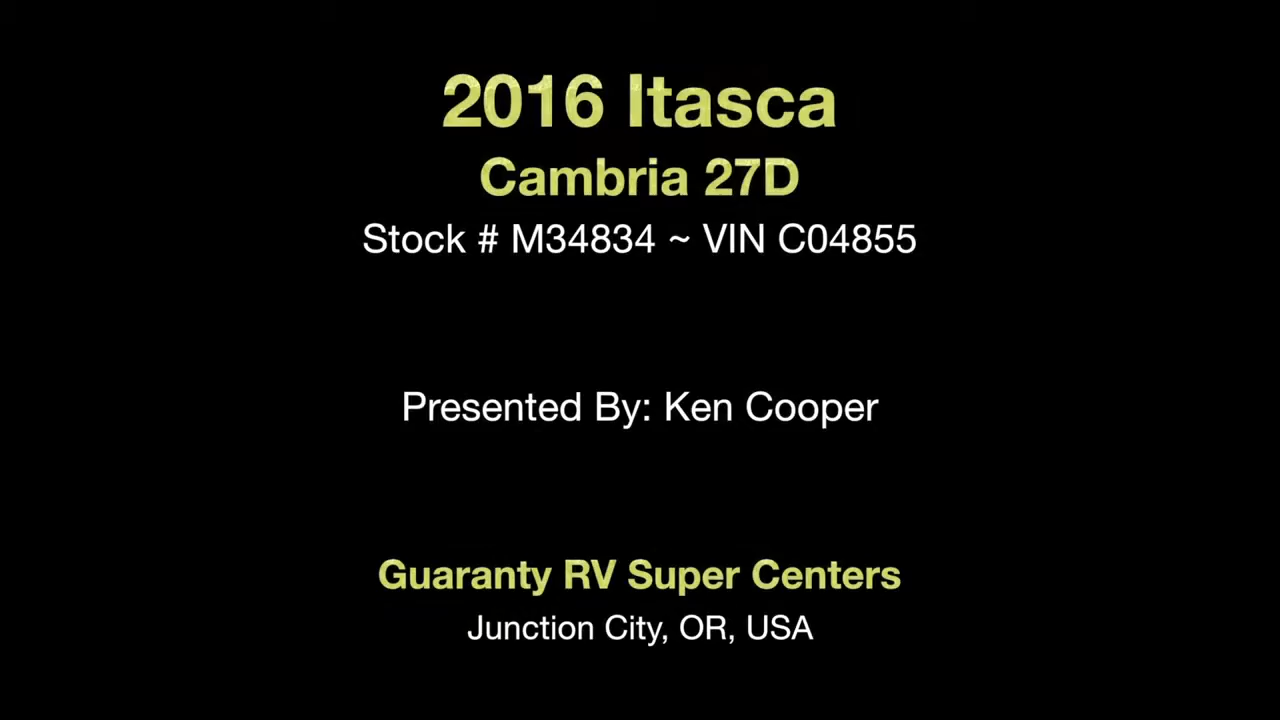 2016 Itasca
Cambria 27D
Stock # M34834 ~ VIN C04855
Presented By: Ken Cooper
Guaranty RV Super Centers
Junction City, OR, USA